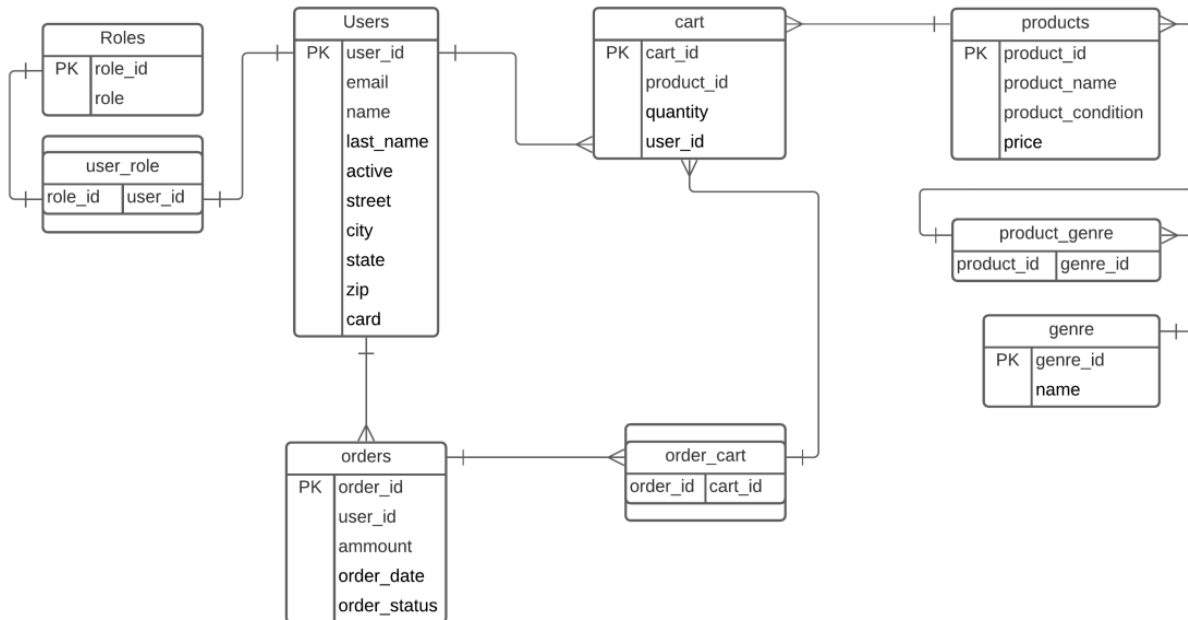 Roles
PK role_id
role
user_role
role_id user_id
Users
PK user_id
email
name
last_name
active
street
city
state
zip
card
cart
PK cart_id
product_id
quantity
user_id
products
PK product_id
product_name
product_condition
price
product_genre
product_id genre_id
genre
PK genre_id
name
orders
PK order_id
user_id
ammount
order_date
order_status
order_cart
order_id cart_id